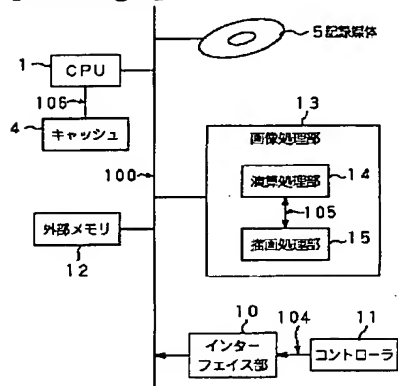 5 記録媒体
1
CPU
106
4
キャッシュ
13
画像処理部
演算処理部
14
105
描画処理部
15
100
外部メモリ
12
10
インター
フェイス部
104
11
コントローラ